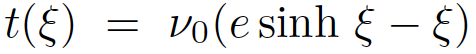 t(ξ) = ν₀(e sinh ξ − ξ)